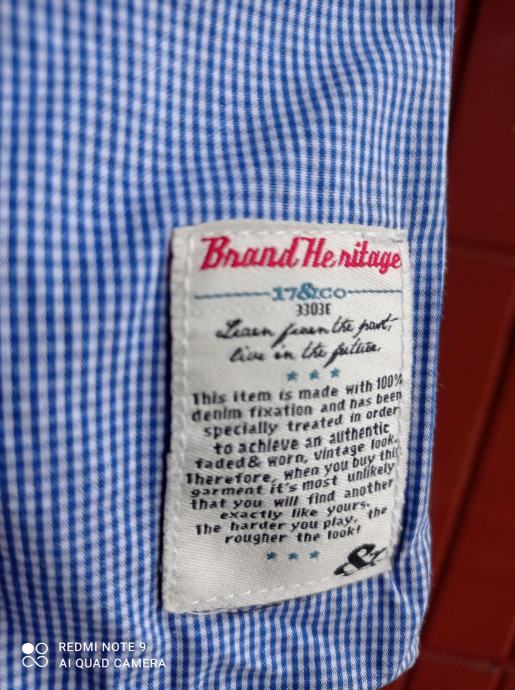 Brand Heritage
17&CO
3303E
Learn from the past,
live in the future.
This item is made with 100%
denim fixation and has been
specially treated in order
to achieve an authentic
faded & worn, vintage look.
Therefore, when you buy this
garment it's most unlikely
that you will find another
exactly like yours.
The harder you play, the
rougher the look!
&
REDMI NOTE 9
AI QUAD CAMERA